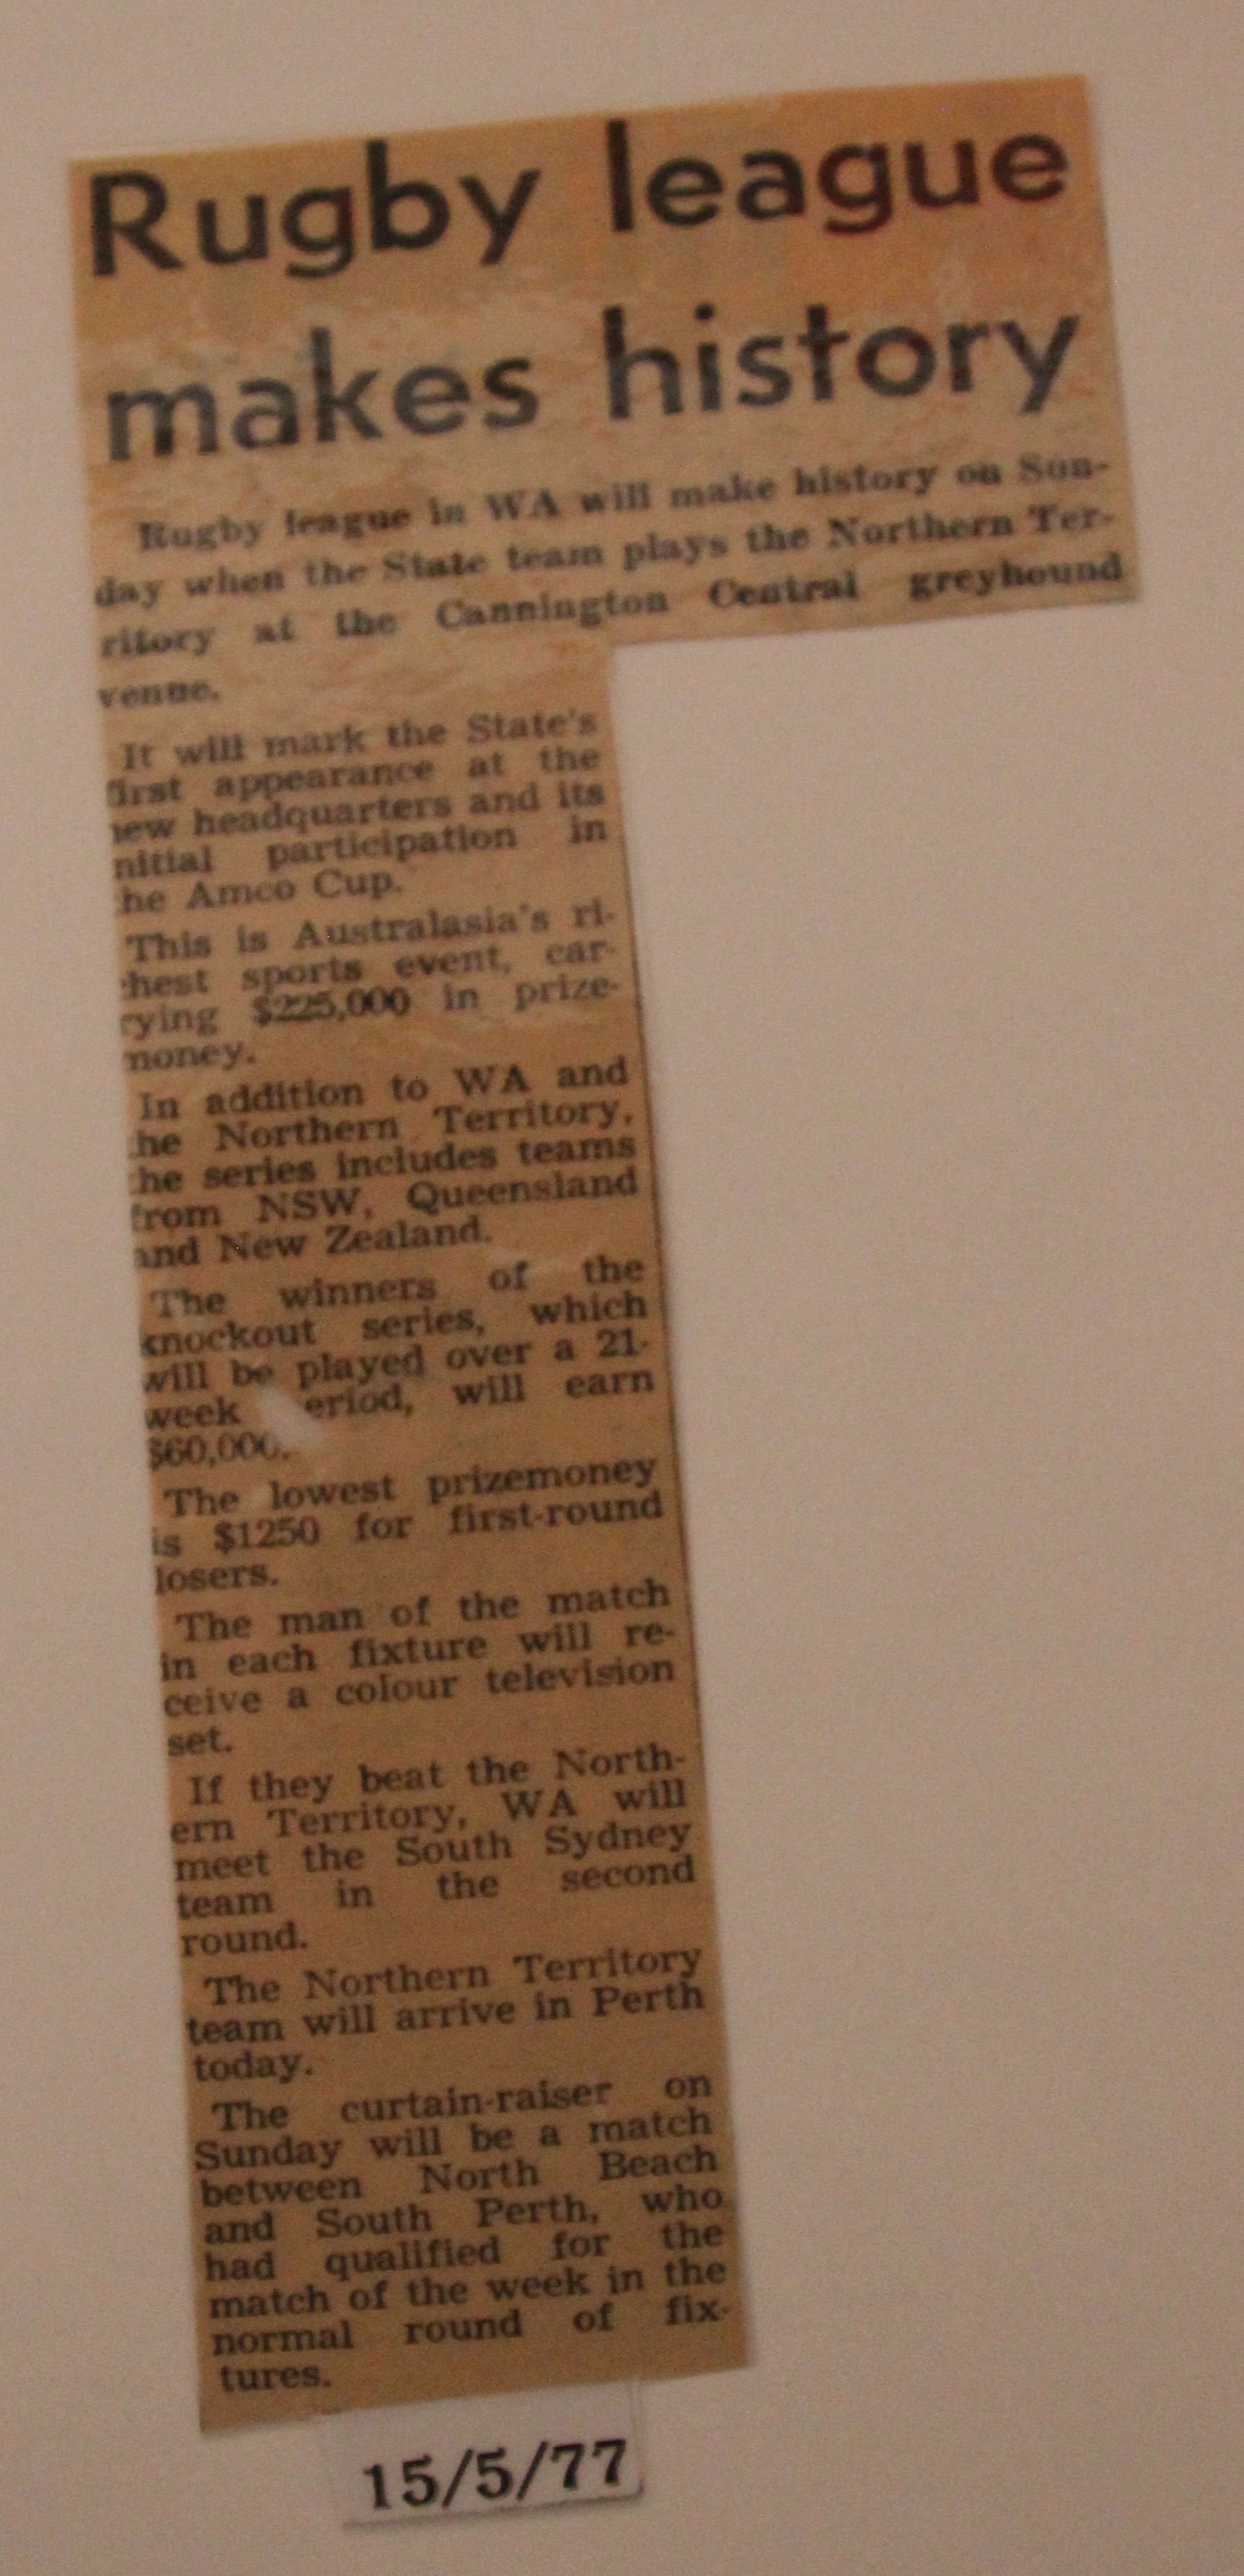 Rugby league
makes history
Rugby league in WA will make history on Sun-
day when the State team plays the Northern Ter-
ritory at the Cannington Central greyhound
venue.
It will mark the State's
first appearance at the
new headquarters and its
nitial participation in
he Amco Cup.
This is Australasia's ri-
chest sports event, car-
rying $225,000 in prize-
money.
In addition to WA and
he Northern Territory,
he series includes teams
from NSW, Queensland
and New Zealand.
The winners of the
knockout series, which
will be played over a 21-
week eriod, will earn
$60,000.
The lowest prizemoney
is $1250 for first-round
losers.
The man of the match
in each fixture will re-
ceive a colour television
set.
If they beat the North-
ern Territory, WA will
meet the South Sydney
team in the second
round.
The Northern Territory
team will arrive in Perth
today.
The curtain-raiser on
Sunday will be a match
between North Beach
and South Perth, who
had qualified for the
match of the week in the
normal round of fix-
tures.
15/5/77